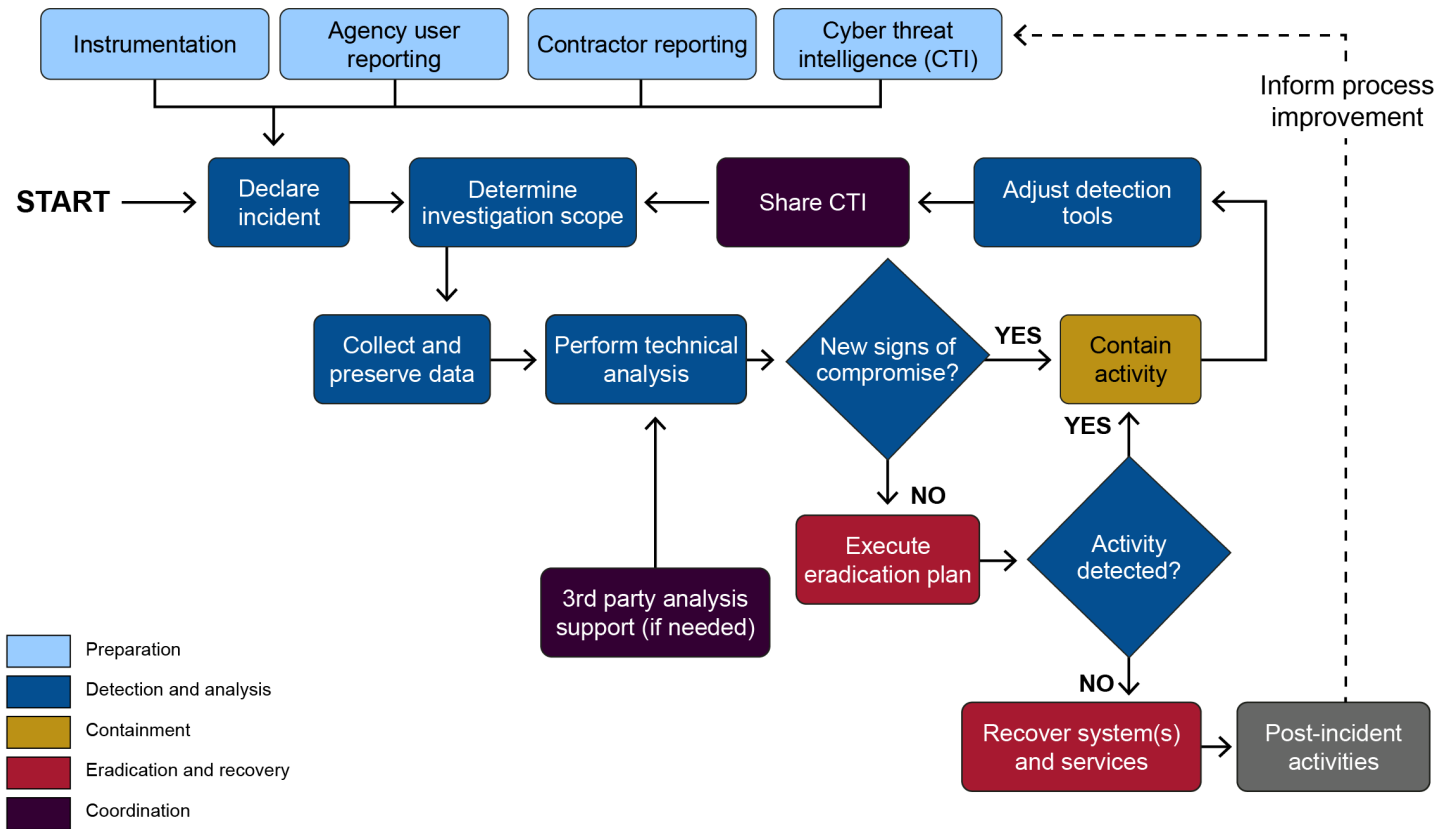 Instrumentation
Agency user
reporting
Contractor reporting
Cyber threat
intelligence (CTI)
Inform process
improvement
START
Declare
incident
Determine
investigation scope
Share CTI
Adjust detection
tools
Collect and
preserve data
Perform technical
analysis
New signs of
compromise?
YES
Contain
activity
YES
NO
Execute
eradication plan
Activity
detected?
3rd party analysis
support (if needed)
NO
Recover system(s)
and services
Post-incident
activities
Preparation
Detection and analysis
Containment
Eradication and recovery
Coordination